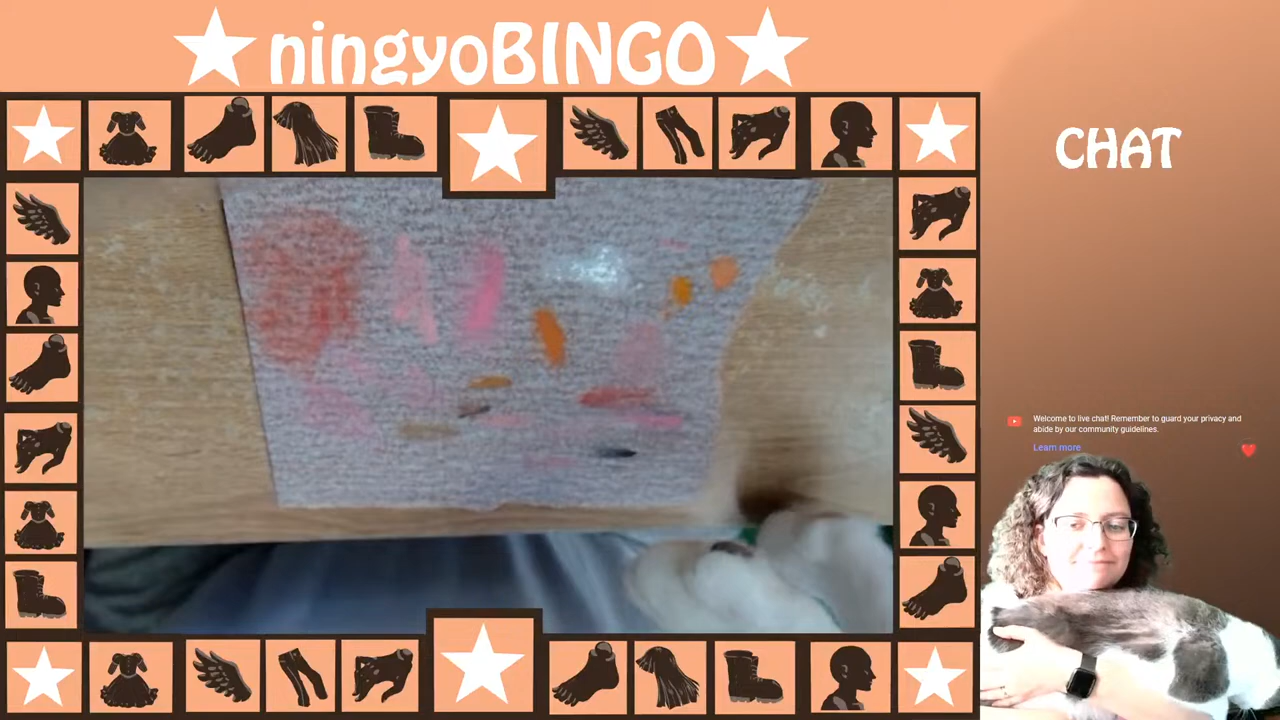 ningyoBINGO
CHAT
Welcome to live chat! Remember to guard your privacy and
abide by our community guidelines.
Learn more